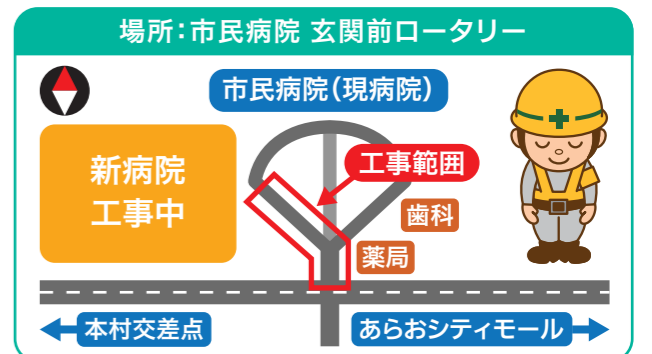 場所：市民病院 玄関前ロータリー
市民病院（現病院）
新病院
工事中
工事範囲
歯科
薬局
本村交差点
あらおシティモール